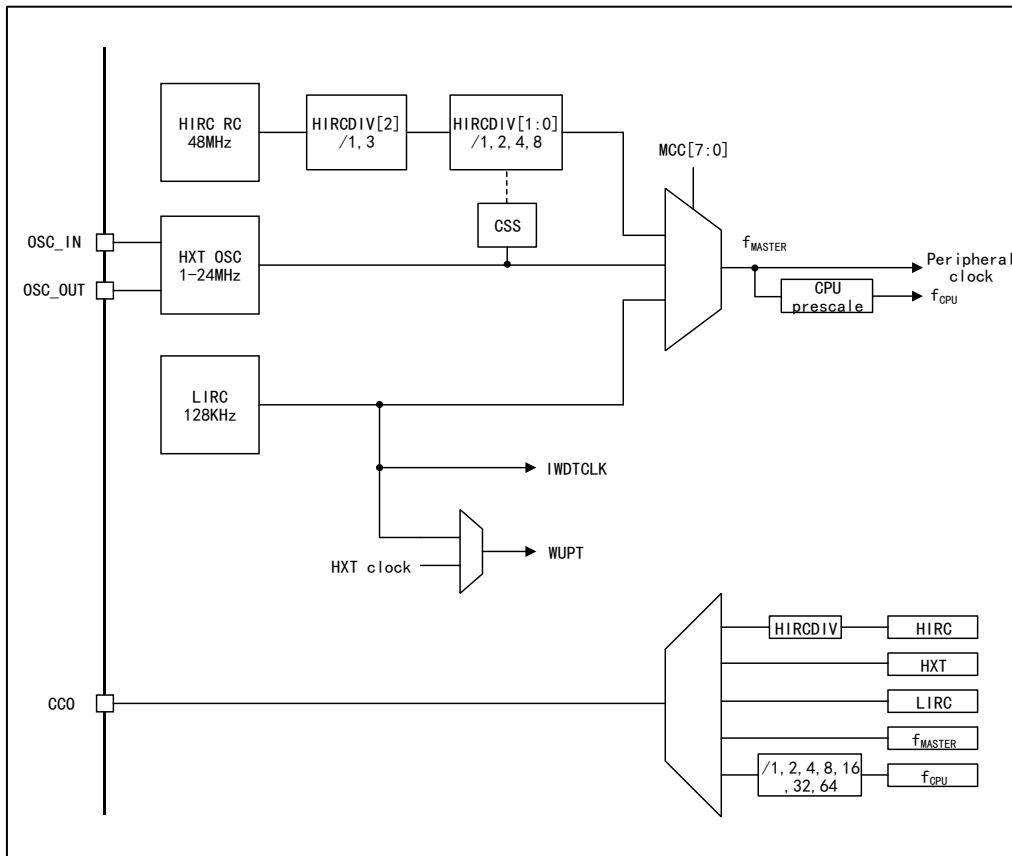 HIRC RC
48MHz
HIRCDIV[2]
/1, 3
HIRCDIV[1:0]
/1, 2, 4, 8
MCC[7:0]
CSS
OSC_IN
OSC_OUT
HXT OSC
1-24MHz
fMASTER
Peripheral
clock
CPU
prescale
fCPU
LIRC
128KHz
IWDTCLK
HXT clock
WUPT
HIRCDIV
HIRC
HXT
CCO
LIRC
fMASTER
/1, 2, 4, 8, 16
, 32, 64
fCPU